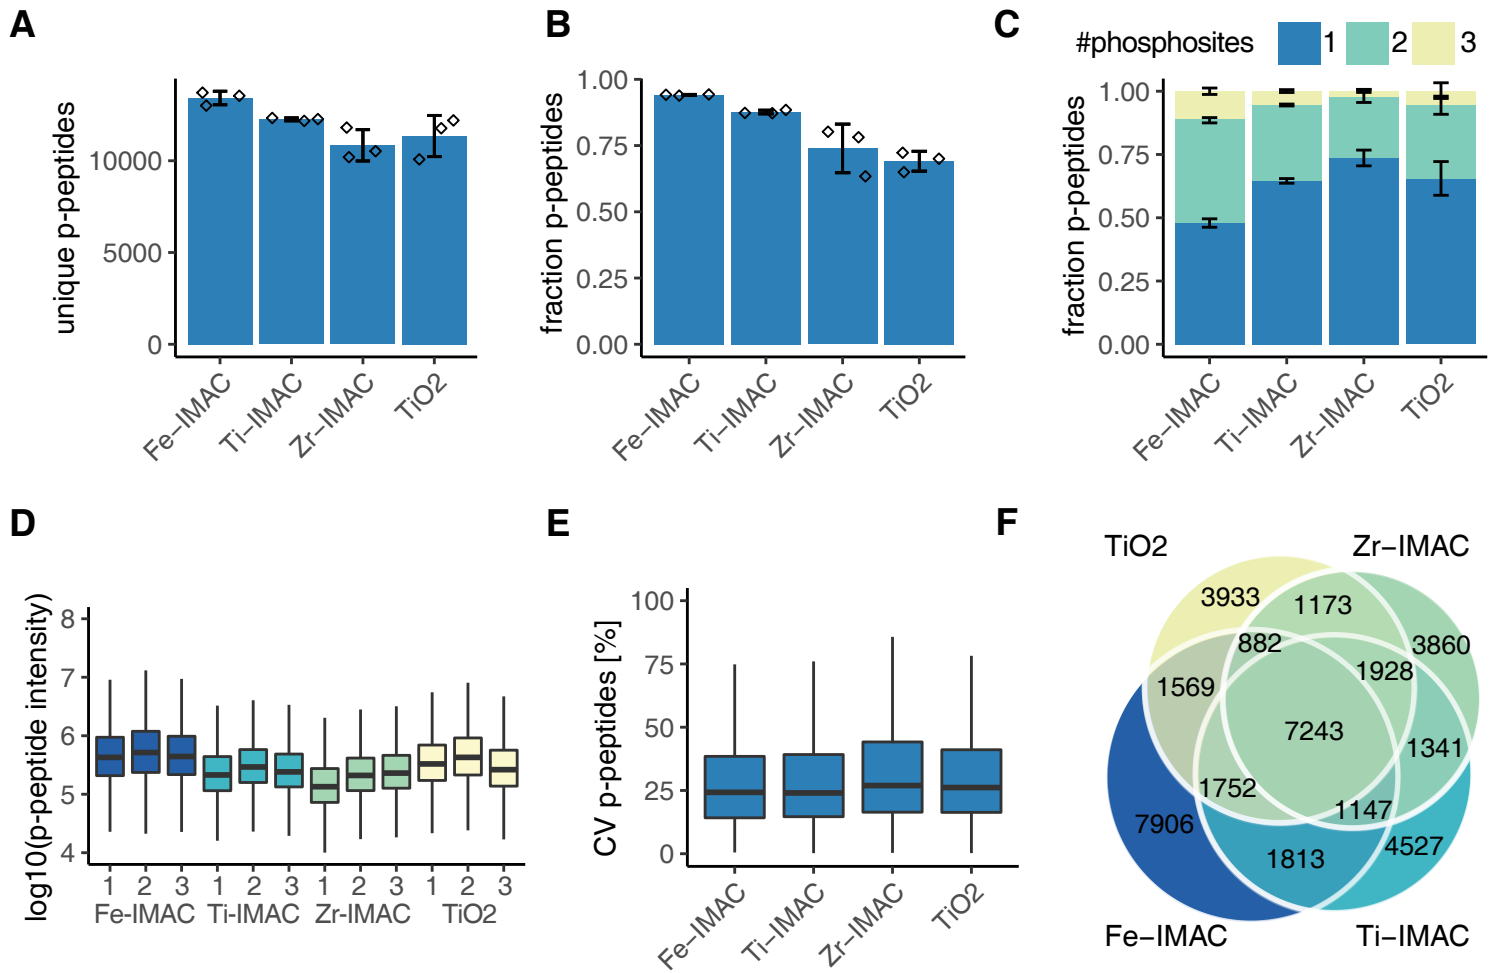 A
unique p-peptides
10000
5000
0
Fe−IMAC
Ti−IMAC
Zr−IMAC
TiO2
B
fraction p-peptides
1.00
0.75
0.50
0.25
0.00
Fe−IMAC
Ti−IMAC
Zr−IMAC
TiO2
C
#phosphosites 1 2 3
fraction p-peptides
1.00
0.75
0.50
0.25
0.00
Fe−IMAC
Ti−IMAC
Zr−IMAC
TiO2
D
log10(p-peptide intensity)
8
7
6
5
4
1 2 3 1 2 3 1 2 3 1 2 3
Fe-IMAC Ti-IMAC Zr-IMAC TiO2
E
CV p-peptides [%]
100
75
50
25
0
Fe−IMAC
Ti−IMAC
Zr−IMAC
TiO2
F
TiO2 Zr−IMAC
3933 1173
882 3860
1928
1569
7243
1341
1752
1147
7906
4527
1813
Fe−IMAC Ti−IMAC